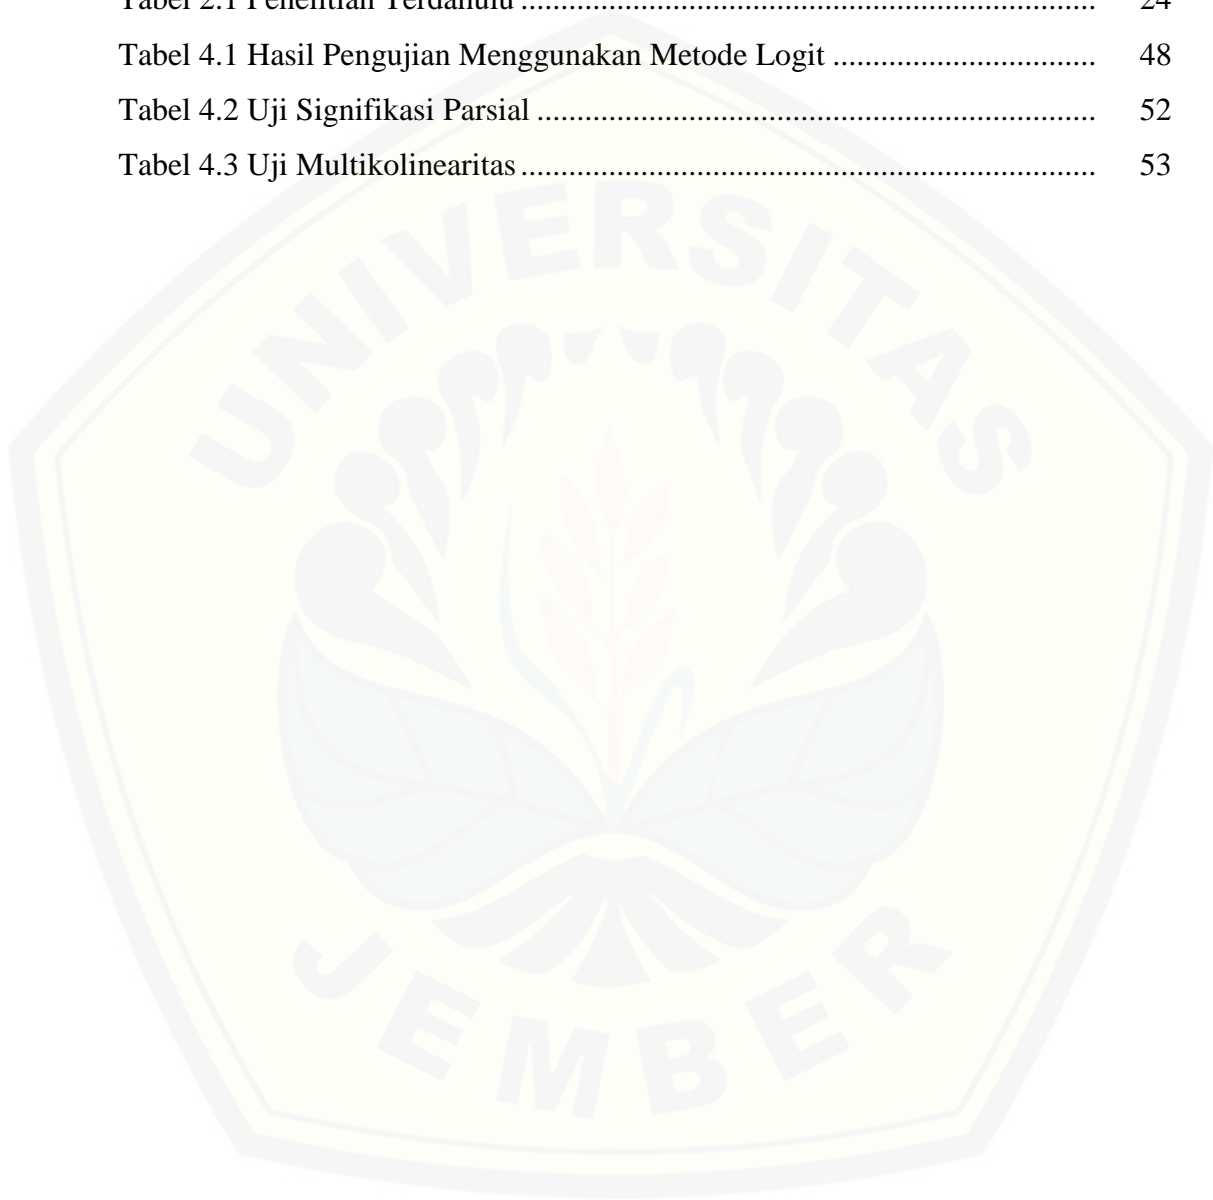 Tabel 2.1 Penelitian Terdahulu ........................................................................ 24
Tabel 4.1 Hasil Pengujian Menggunakan Metode Logit ................................. 48
Tabel 4.2 Uji Signifikasi Parsial ...................................................................... 52
Tabel 4.3 Uji Multikolinearitas ........................................................................ 53
UNIVERSITAS
JEMBER